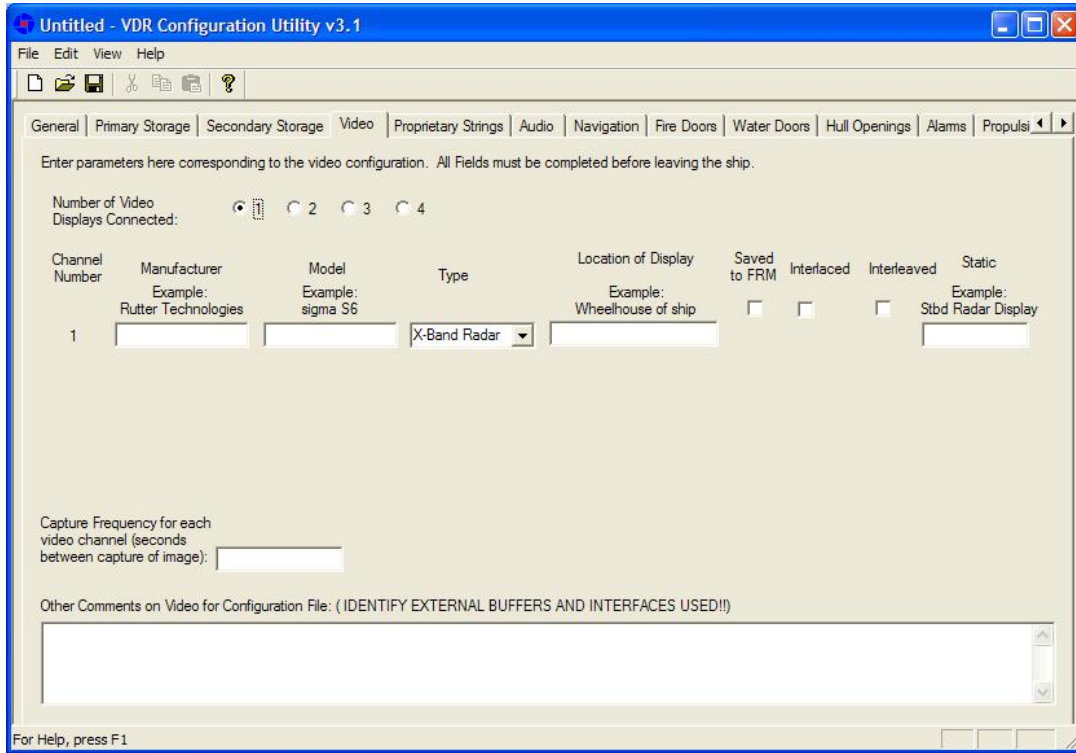 Untitled - VDR Configuration Utility v3.1
File Edit View Help
General Primary Storage Secondary Storage Video Proprietary Strings Audio Navigation Fire Doors Water Doors Hull Openings Alarms Propulsi
Enter parameters here corresponding to the video configuration. All Fields must be completed before leaving the ship.
Number of Video
Displays Connected:
1 2 3 4
Channel
Number
Manufacturer
Example:
Rutter Technologies
Model
Example:
sigma S6
Type
Location of Display
Example:
Wheelhouse of ship
Saved
to FRM
Interlaced
Interleaved
Static
Example:
Stbd Radar Display
1
X-Band Radar
Capture Frequency for each
video channel (seconds
between capture of image):
Other Comments on Video for Configuration File: ( IDENTIFY EXTERNAL BUFFERS AND INTERFACES USED!!)
For Help, press F1